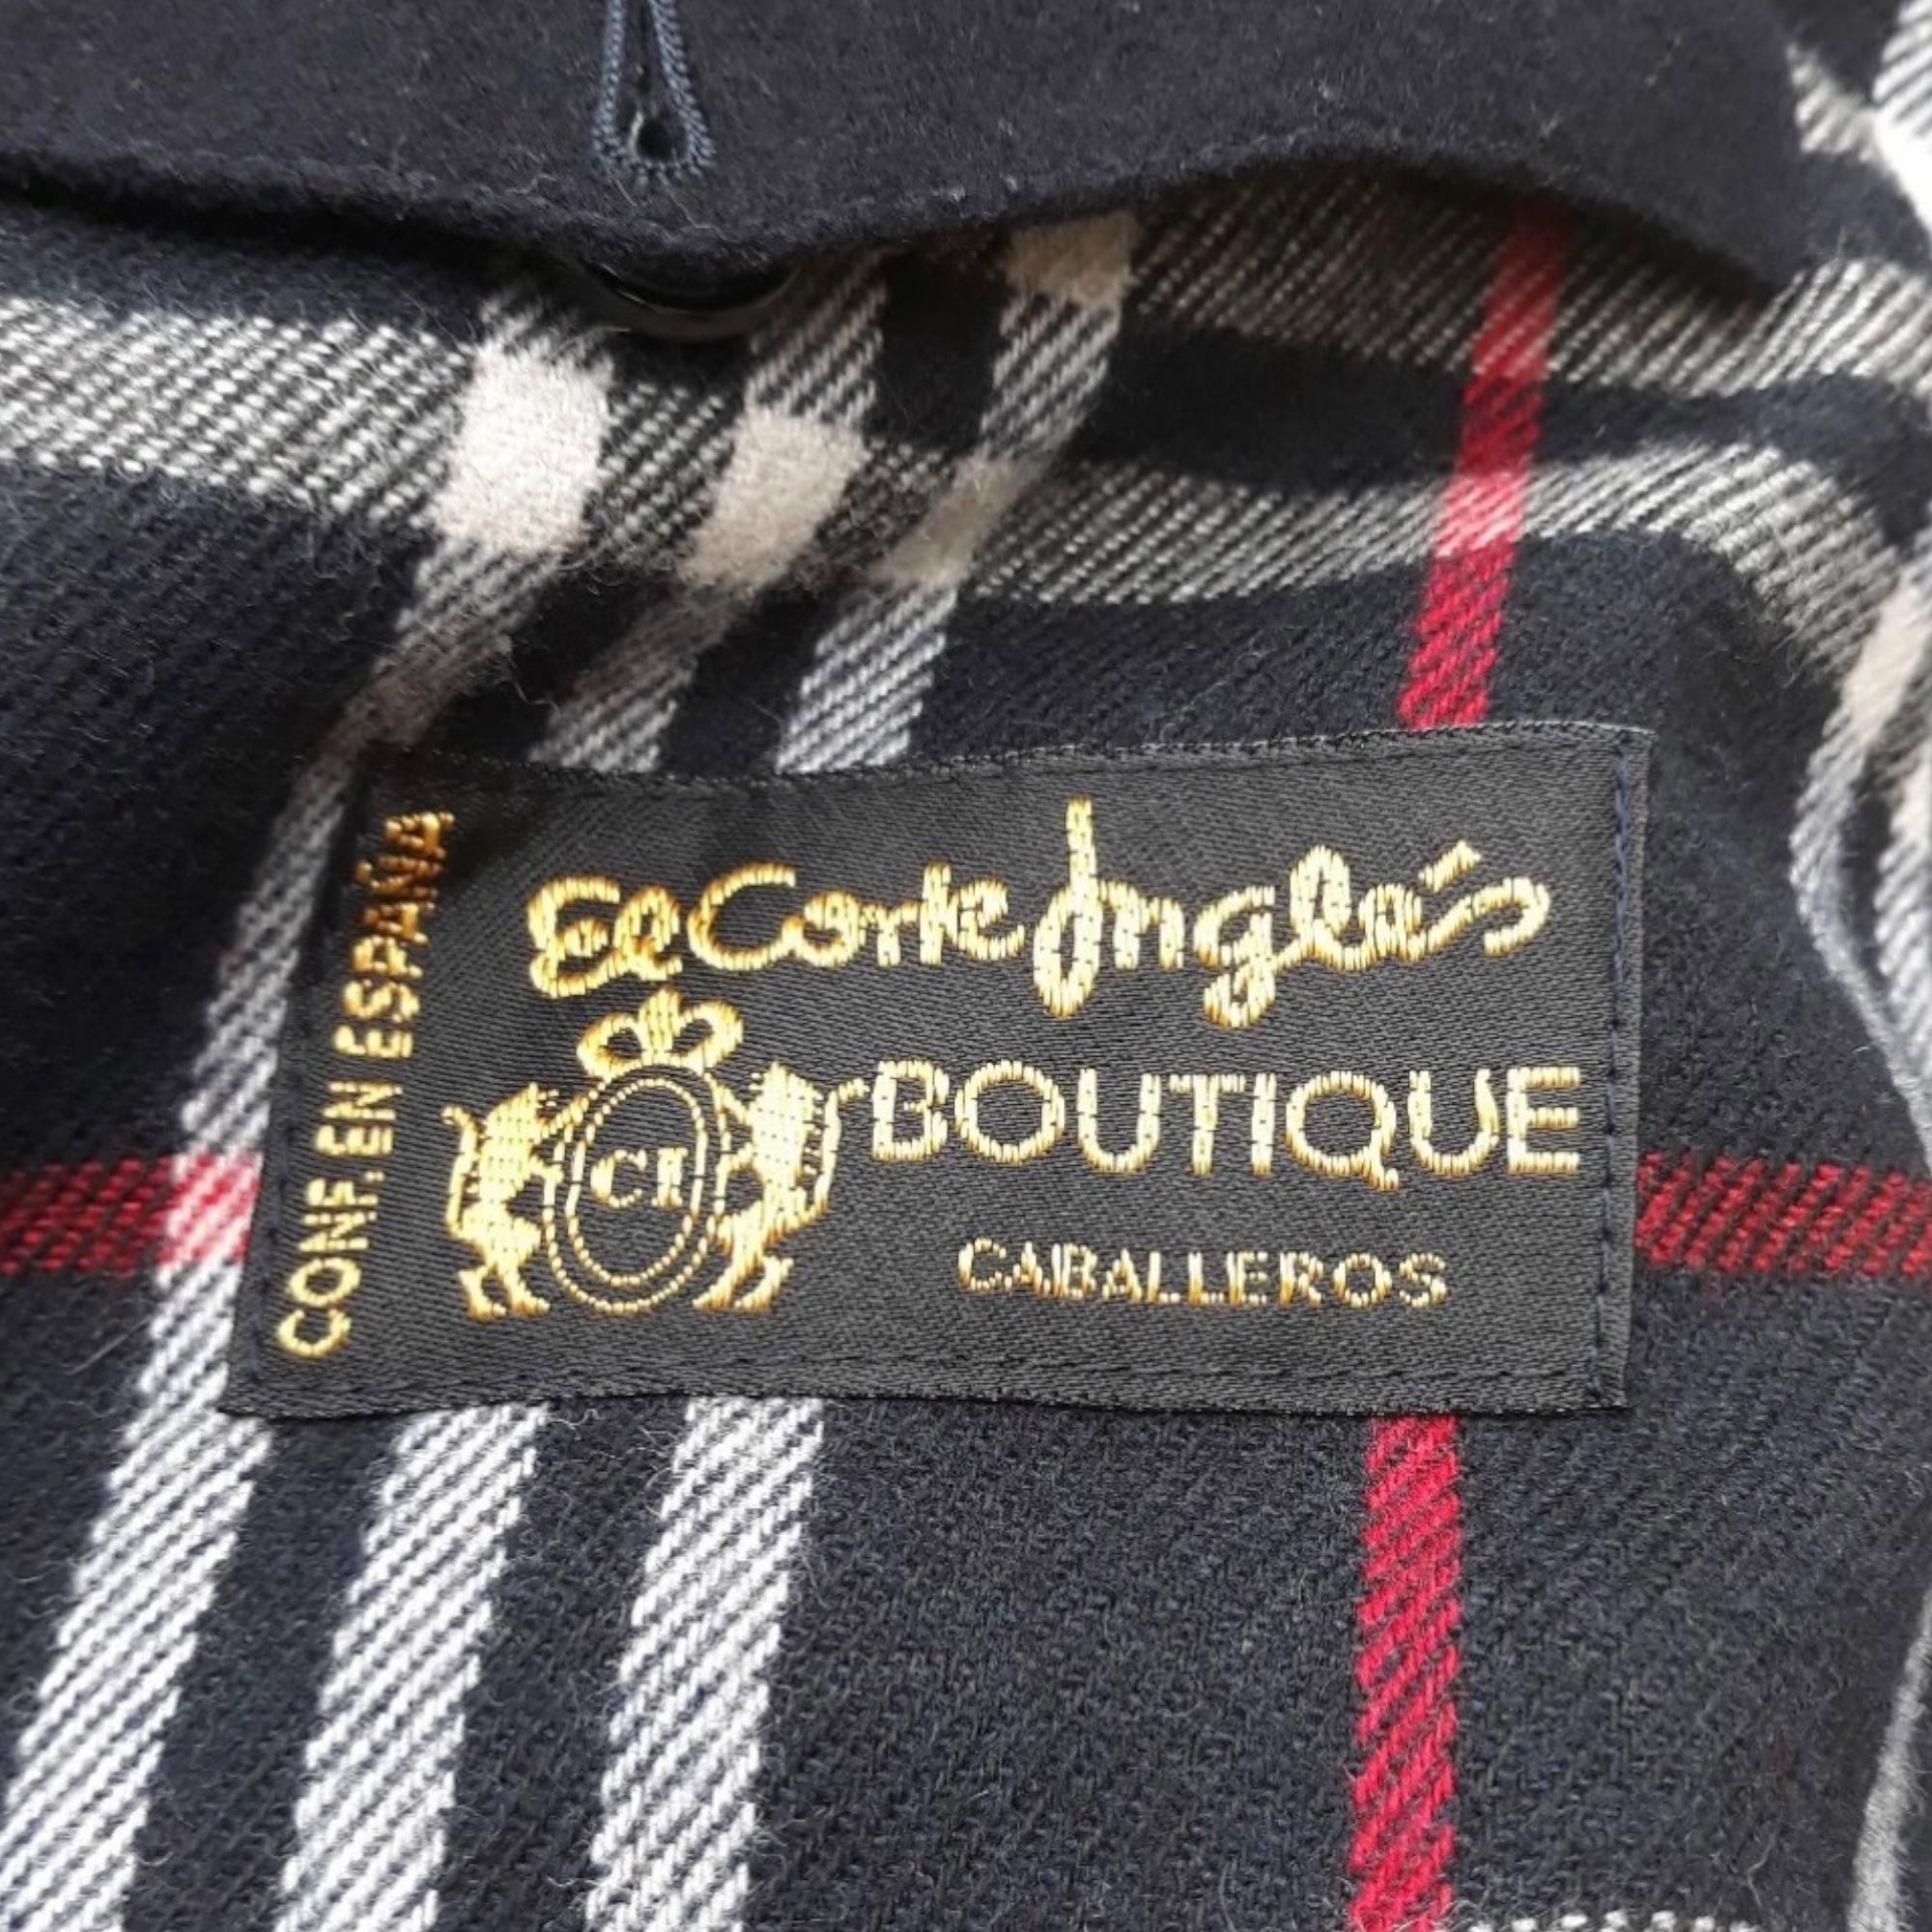 El Corte Inglés
BOUTIQUE
CI
CABALLEROS
CONF. EN ESPAÑA